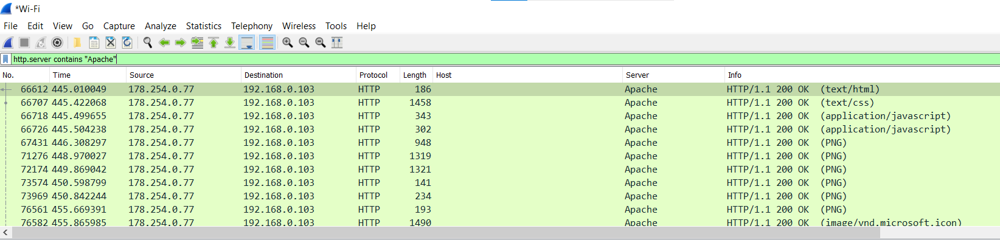 *Wi-Fi
File Edit View Go Capture Analyze Statistics Telephony Wireless Tools Help
http.server contains "Apache"
No. Time Source Destination Protocol Length Host Server Info
66612 445.010049 178.254.0.77 192.168.0.103 HTTP 186 Apache HTTP/1.1 200 OK (text/html)
66707 445.422068 178.254.0.77 192.168.0.103 HTTP 1458 Apache HTTP/1.1 200 OK (text/css)
66718 445.499655 178.254.0.77 192.168.0.103 HTTP 343 Apache HTTP/1.1 200 OK (application/javascript)
66726 445.504238 178.254.0.77 192.168.0.103 HTTP 302 Apache HTTP/1.1 200 OK (application/javascript)
67431 446.308297 178.254.0.77 192.168.0.103 HTTP 948 Apache HTTP/1.1 200 OK (PNG)
71276 448.970027 178.254.0.77 192.168.0.103 HTTP 1319 Apache HTTP/1.1 200 OK (PNG)
72174 449.869042 178.254.0.77 192.168.0.103 HTTP 1321 Apache HTTP/1.1 200 OK (PNG)
73574 450.598799 178.254.0.77 192.168.0.103 HTTP 141 Apache HTTP/1.1 200 OK (PNG)
73969 450.842244 178.254.0.77 192.168.0.103 HTTP 234 Apache HTTP/1.1 200 OK (PNG)
76561 455.669391 178.254.0.77 192.168.0.103 HTTP 193 Apache HTTP/1.1 200 OK (PNG)
76582 455.865985 178.254.0.77 192.168.0.103 HTTP 1490 Apache HTTP/1.1 200 OK (image/vnd.microsoft.icon)